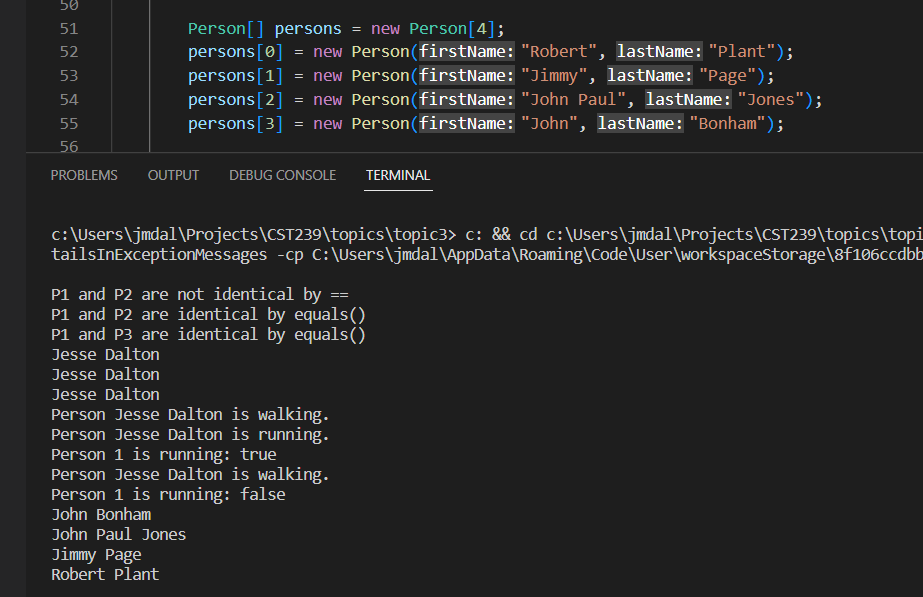 50
51 Person[] persons = new Person[4];
52 persons[0] = new Person(firstName: "Robert", lastName: "Plant");
53 persons[1] = new Person(firstName: "Jimmy", lastName: "Page");
54 persons[2] = new Person(firstName: "John Paul", lastName: "Jones");
55 persons[3] = new Person(firstName: "John", lastName: "Bonham");
56
PROBLEMS OUTPUT DEBUG CONSOLE TERMINAL
c:\Users\jmdal\Projects\CST239\topics\topic3> c: && cd c:\Users\jmdal\Projects\CST239\topics\topi
tailsInExceptionMessages -cp C:\Users\jmdal\AppData\Roaming\Code\User\workspaceStorage\8f106ccdbb
P1 and P2 are not identical by ==
P1 and P2 are identical by equals()
P1 and P3 are identical by equals()
Jesse Dalton
Jesse Dalton
Jesse Dalton
Person Jesse Dalton is walking.
Person Jesse Dalton is running.
Person 1 is running: true
Person Jesse Dalton is walking.
Person 1 is running: false
John Bonham
John Paul Jones
Jimmy Page
Robert Plant